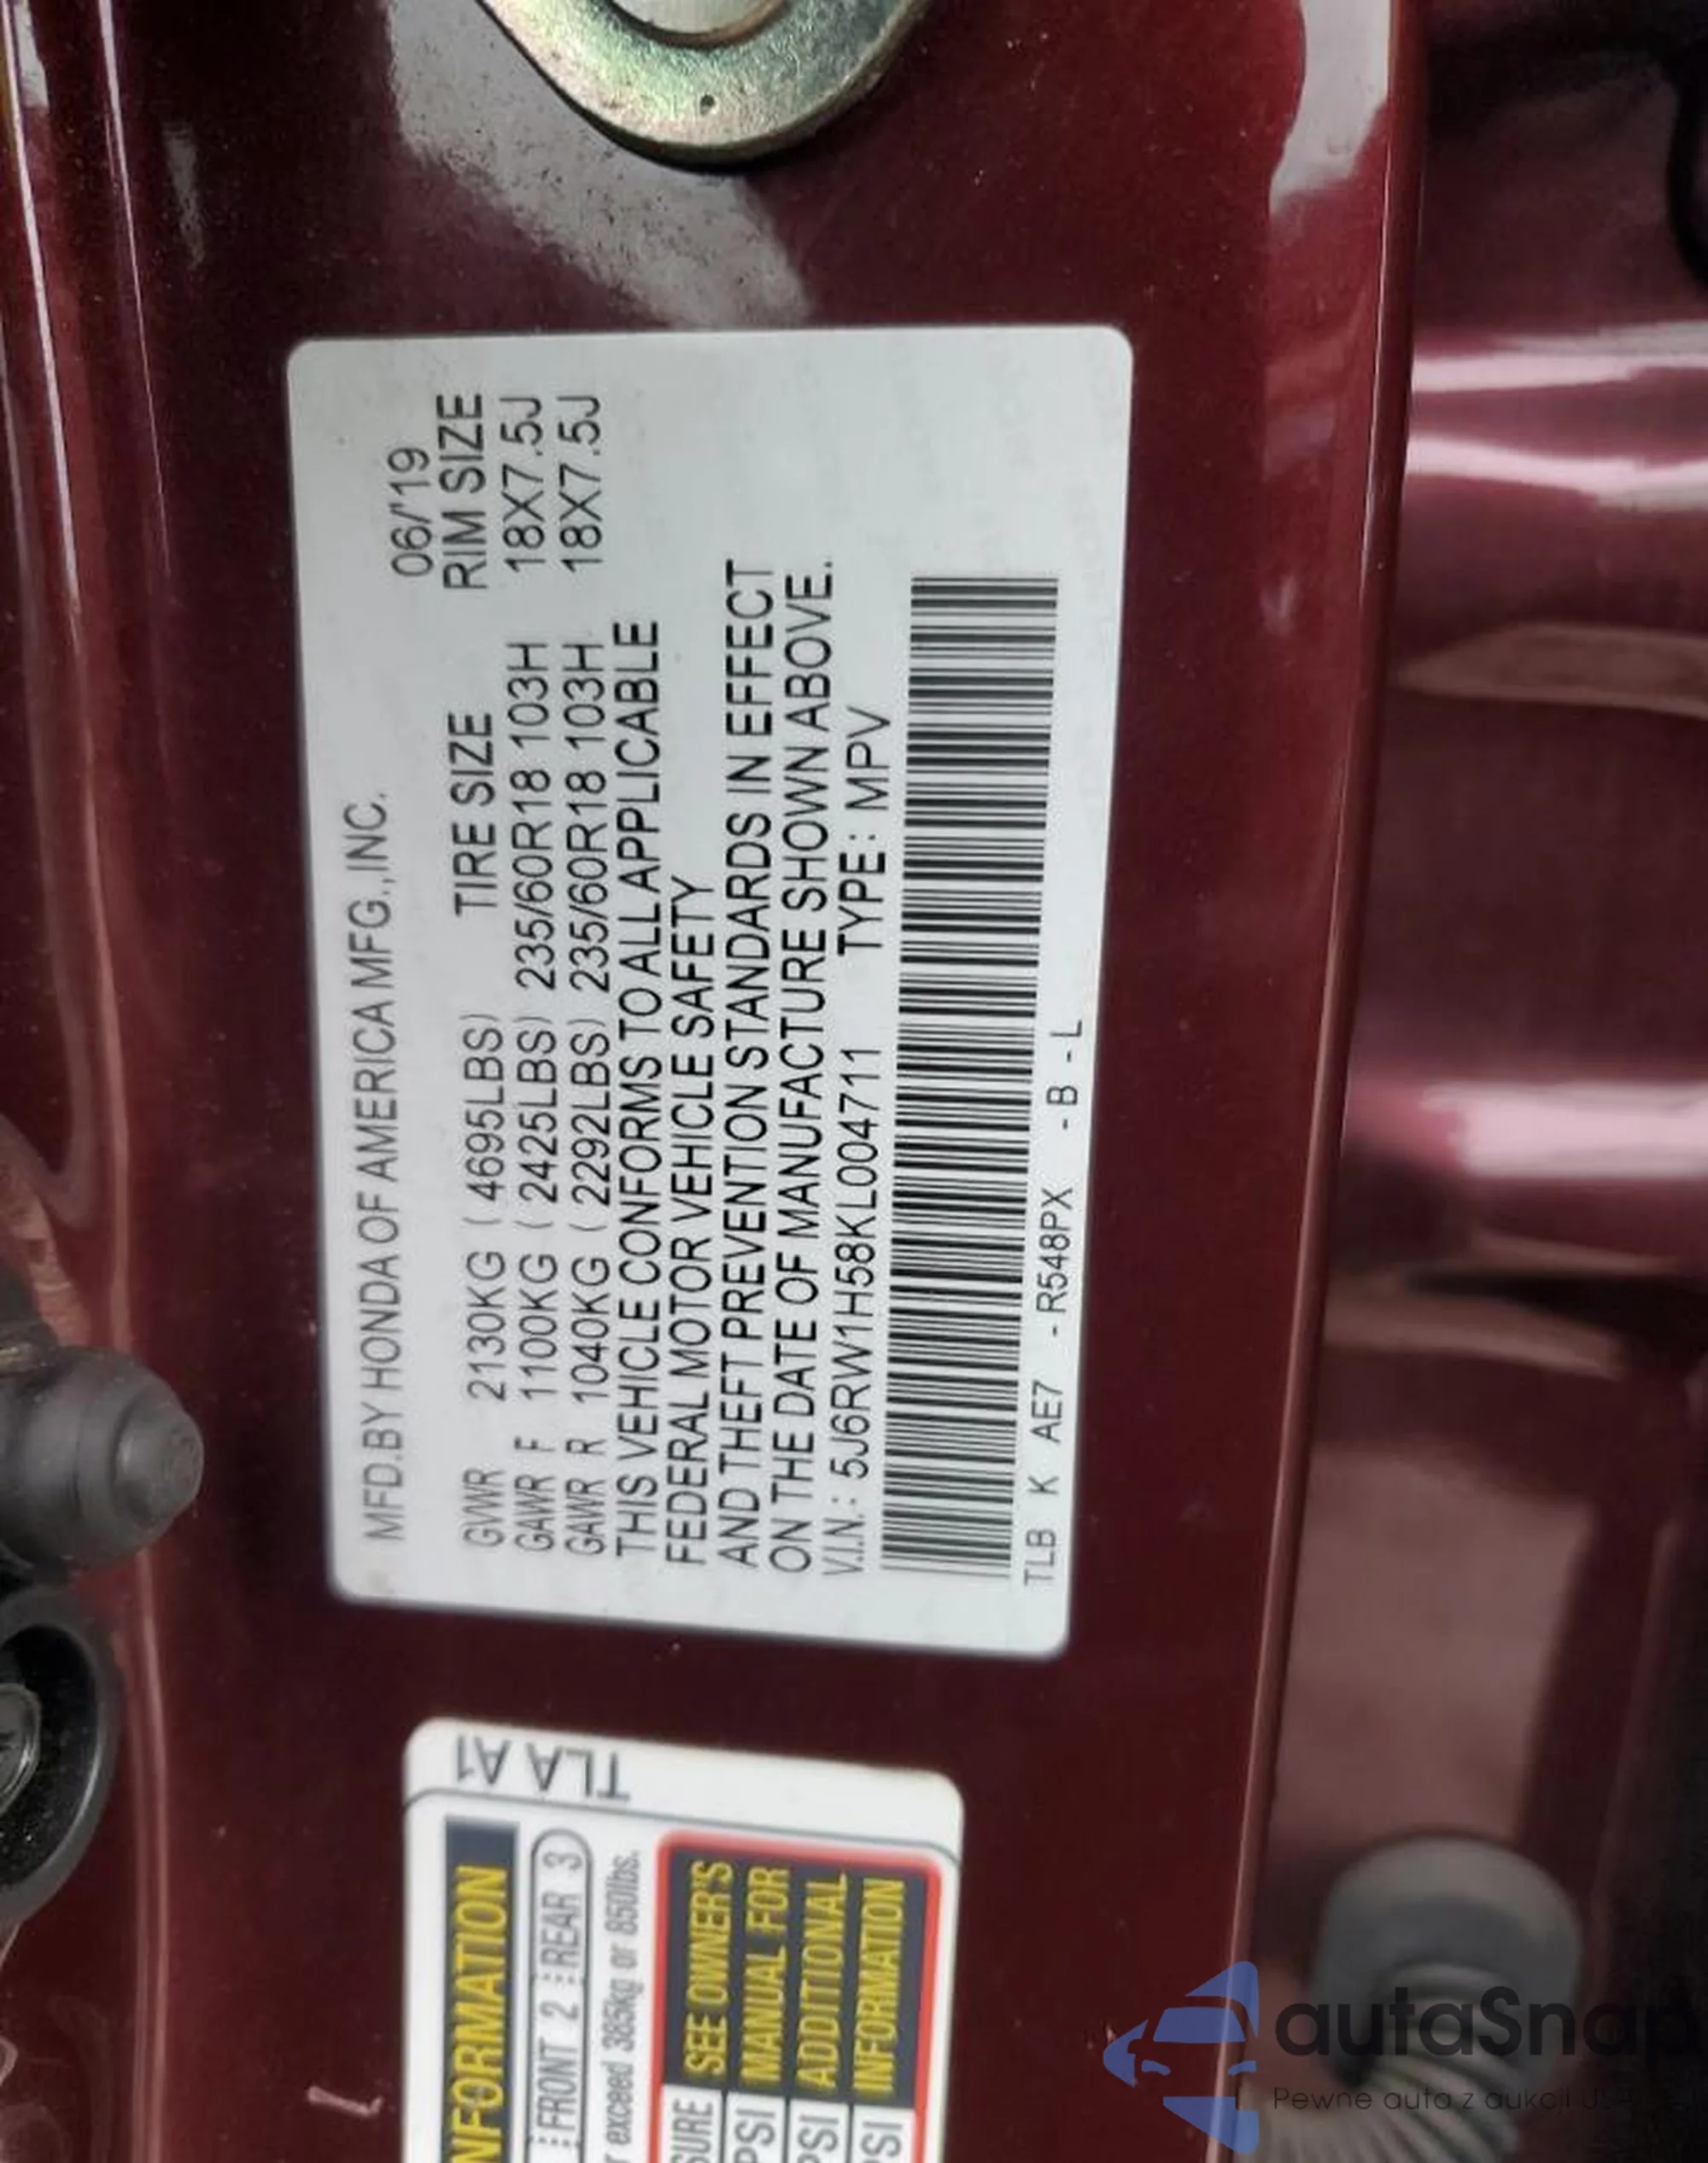 MFD.BY HONDA OF AMERICA MFG.,INC.
06/'19
GVWR 2130KG ( 4695LBS) TIRE SIZE RIM SIZE
GAWR F 1100KG ( 2425LBS) 235/60R18 103H 18X7.5J
GAWR R 1040KG ( 2292LBS) 235/60R18 103H 18X7.5J
THIS VEHICLE CONFORMS TO ALL APPLICABLE
FEDERAL MOTOR VEHICLE SAFETY
AND THEFT PREVENTION STANDARDS IN EFFECT
ON THE DATE OF MANUFACTURE SHOWN ABOVE.
V.I.N.: 5J6RW1H58KL004711 TYPE: MPV
TLB K AE7 -R548PX -B -L
TLA A1
FRONT 2 REAR 3
exceed 385kg or 850lbs.
SEE OWNER'S
PSI MANUAL FOR
PSI ADDITIONAL
PSI INFORMATION
autaSnap
Pewne auta z aukcji